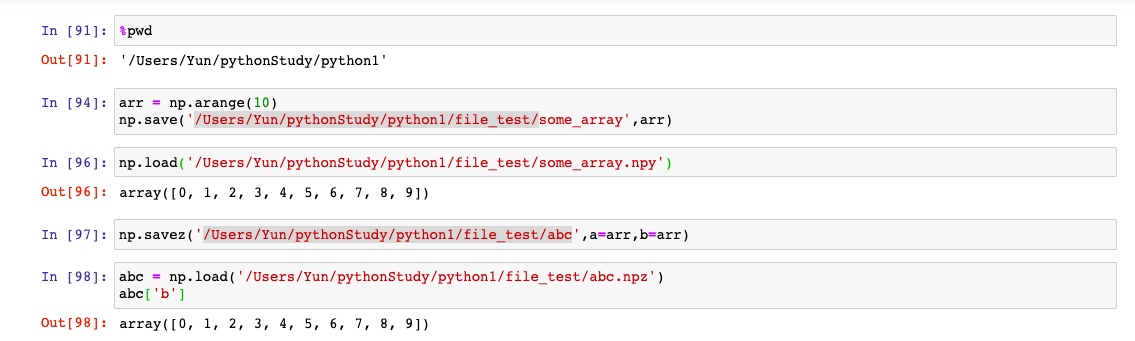 In [91]: %pwd
Out[91]: '/Users/Yun/pythonStudy/python1'
In [94]: arr = np.arange(10)
np.save('/Users/Yun/pythonStudy/python1/file_test/some_array',arr)
In [96]: np.load('/Users/Yun/pythonStudy/python1/file_test/some_array.npy')
Out[96]: array([0, 1, 2, 3, 4, 5, 6, 7, 8, 9])
In [97]: np.savez('/Users/Yun/pythonStudy/python1/file_test/abc',a=arr,b=arr)
In [98]: abc = np.load('/Users/Yun/pythonStudy/python1/file_test/abc.npz')
abc['b']
Out[98]: array([0, 1, 2, 3, 4, 5, 6, 7, 8, 9])